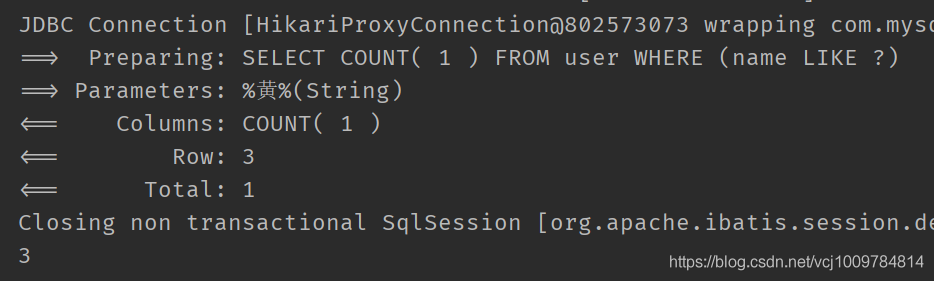 JDBC Connection [HikariProxyConnection@802573073 wrapping com.mysq
==>  Preparing: SELECT COUNT( 1 ) FROM user WHERE (name LIKE ?)
==> Parameters: %黄%(String)
<==    Columns: COUNT( 1 )
<==        Row: 3
<==      Total: 1
Closing non transactional SqlSession [org.apache.ibatis.session.de
3
https://blog.csdn.net/vcj1009784814